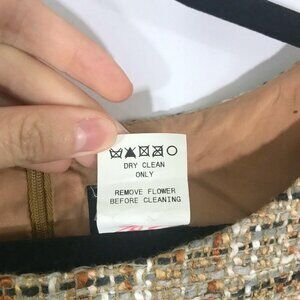 DRY CLEAN
ONLY
REMOVE FLOWER
BEFORE CLEANING